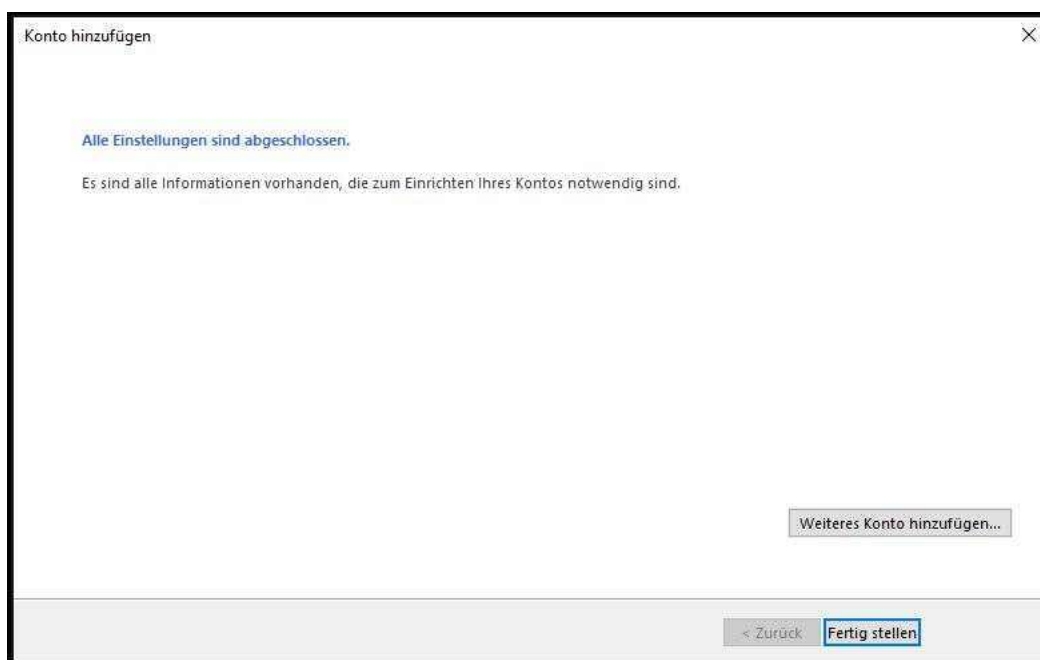 Konto hinzufügen
Alle Einstellungen sind abgeschlossen.
Es sind alle Informationen vorhanden, die zum Einrichten Ihres Kontos notwendig sind.
Weiteres Konto hinzufügen...
< Zurück Fertig stellen